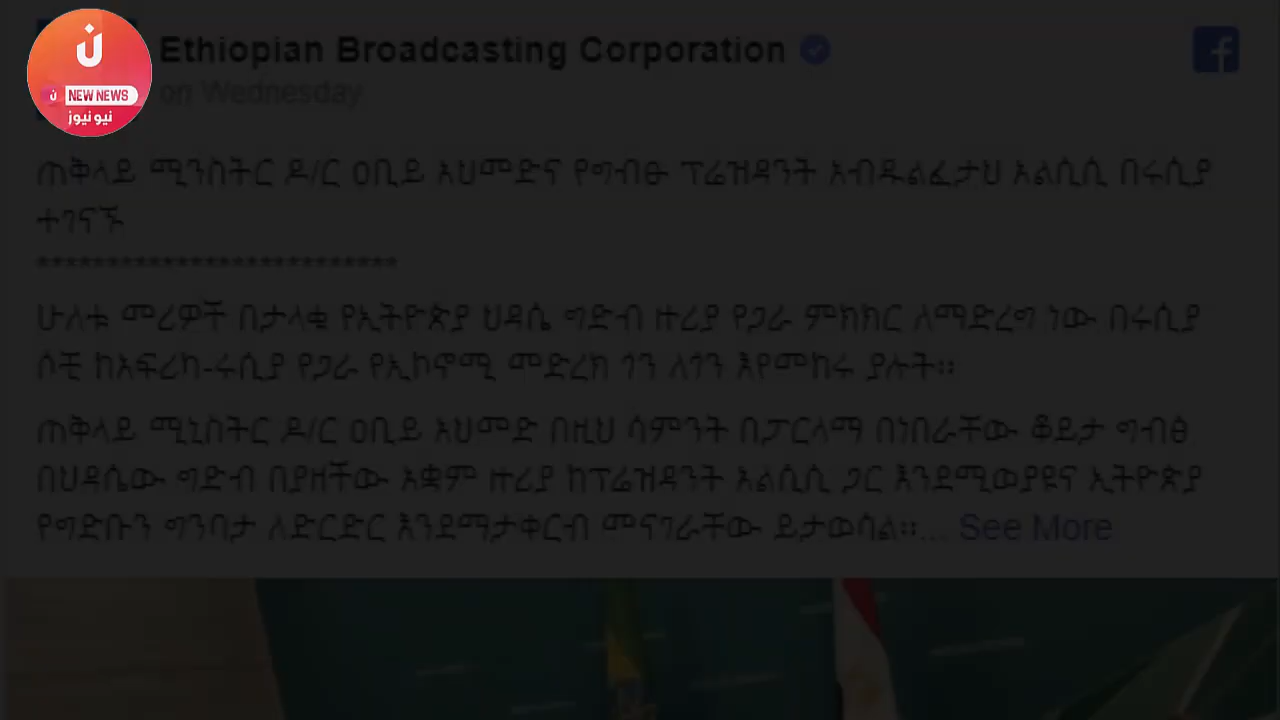 Ethiopian Broadcasting Corporation
on Wednesday
ن
NEW NEWS
نيو نيوز
ጠቅላይ ሚንስትር ዶ/ር ዐቢይ አህመድና የግብፁ ፕሬዝዳንት አብዱልፈታህ አልሲሲ በሩሲያ
ተገናኙ
**************************
ሁለቱ መሪዎች በታላቁ የኢትዮጵያ ህዳሴ ግድብ ዙሪያ የጋራ ምክክር ለማድረግ ነው በሩሲያ
ሶቺ ከአፍሪካ-ሩሲያ የጋራ የኢኮኖሚ መድረክ ጎን ለጎን እየመከሩ ያሉት።
ጠቅላይ ሚኒስትር ዶ/ር ዐቢይ አህመድ በዚህ ሳምንት በፓርላማ በነበራቸው ቆይታ ግብፅ
በህዳሴው ግድብ በያዘችው አቋም ዙሪያ ከፕሬዝዳንት አልሲሲ ጋር እንደሚወያዩና ኢትዮጵያ
የግድቡን ግንባታ ለድርድር እንደማታቀርብ መናገራቸው ይታወሳል።... See More